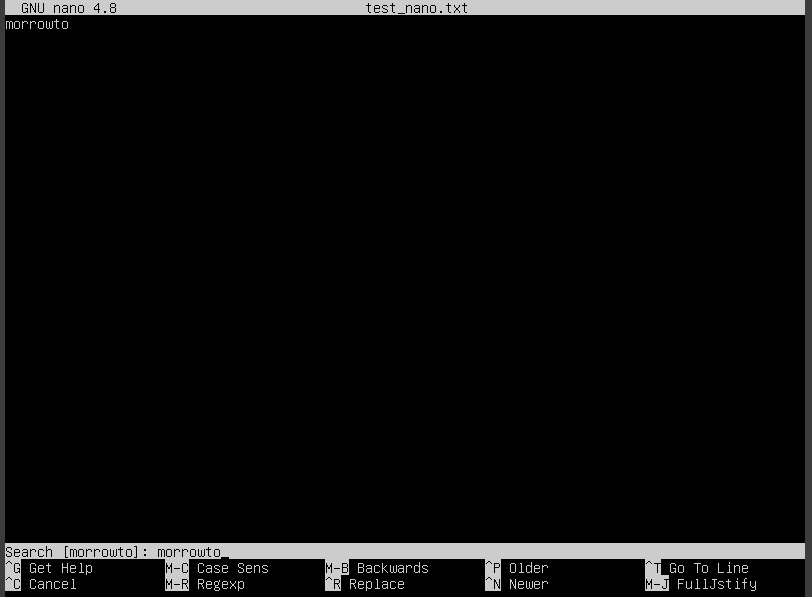 GNU nano 4.8 test_nano.txt
morrowto
Search [morrowto]: morrowto_
^G Get Help M-C Case Sens M-B Backwards ^P Older ^T Go To Line
^C Cancel M-R Regexp ^R Replace ^N Newer M-J FullJstify